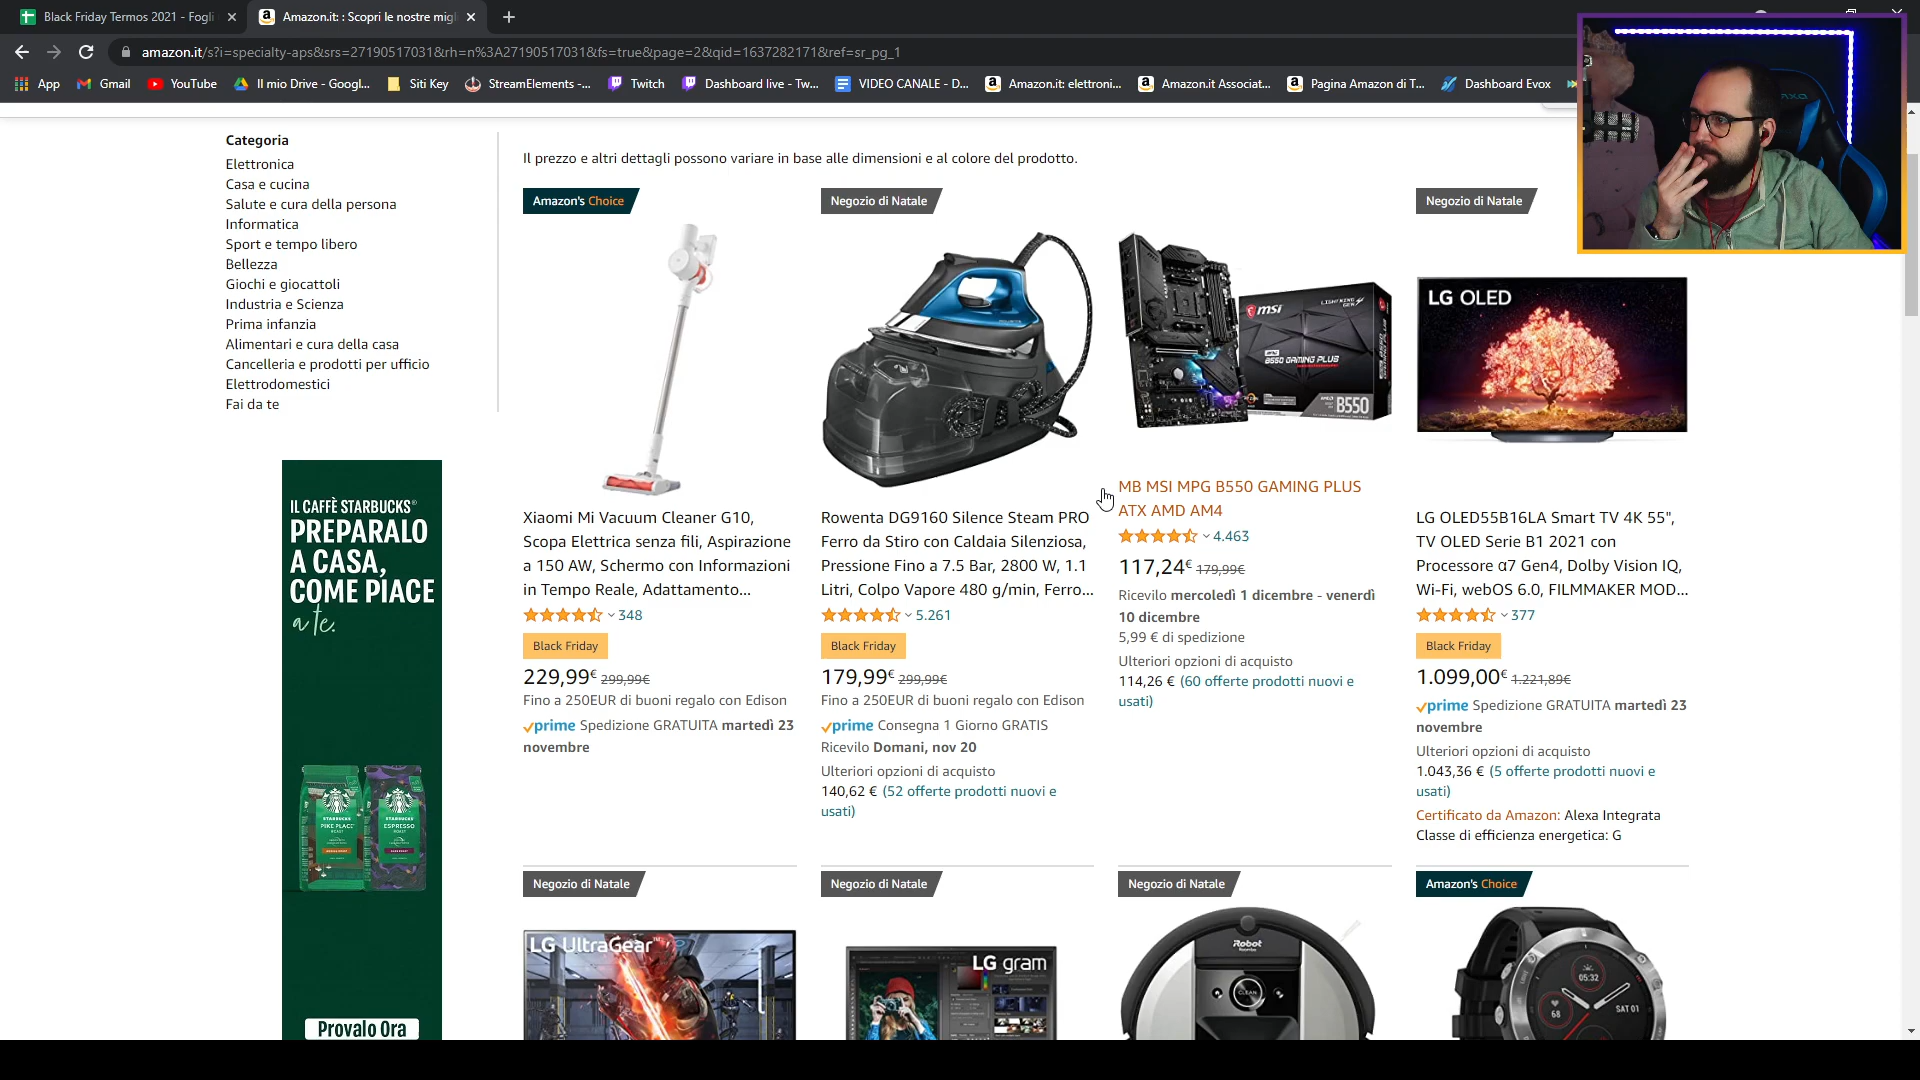 Black Friday Termos 2021 - Fogli
Amazon.it: : Scopri le nostre migl
amazon.it/s?i=specialty-aps&srs=27190517031&rh=n%3A27190517031&fs=true&page=2&qid=1637282171&ref=sr_pg_1
App
Gmail
YouTube
Il mio Drive - Googl...
Siti Key
StreamElements -...
Twitch
Dashboard live - Tw...
VIDEO CANALE - D...
Amazon.it: elettroni...
Amazon.it Associat...
Pagina Amazon di T...
Dashboard Evox
Categoria
Elettronica
Casa e cucina
Salute e cura della persona
Informatica
Sport e tempo libero
Bellezza
Giochi e giocattoli
Industria e Scienza
Prima infanzia
Alimentari e cura della casa
Cancelleria e prodotti per ufficio
Elettrodomestici
Fai da te
IL CAFFÈ STARBUCKS®
PREPARALO
A CASA,
COME PIACE
a te.
STARBUCKS
PIKE PLACE
STARBUCKS
ESPRESSO
Provalo Ora
Il prezzo e altri dettagli possono variare in base alle dimensioni e al colore del prodotto.
Amazon's Choice
Xiaomi Mi Vacuum Cleaner G10,
Scopa Elettrica senza fili, Aspirazione
a 150 AW, Schermo con Informazioni
in Tempo Reale, Adattamento...
348
Black Friday
229,99€ 299,99€
Fino a 250EUR di buoni regalo con Edison
prime Spedizione GRATUITA martedì 23
novembre
Negozio di Natale
Rowenta DG9160 Silence Steam PRO
Ferro da Stiro con Caldaia Silenziosa,
Pressione Fino a 7.5 Bar, 2800 W, 1.1
Litri, Colpo Vapore 480 g/min, Ferro...
5.261
Black Friday
179,99€ 299,99€
Fino a 250EUR di buoni regalo con Edison
prime Consegna 1 Giorno GRATIS
Ricevilo Domani, nov 20
Ulteriori opzioni di acquisto
140,62 € (52 offerte prodotti nuovi e
usati)
msi
LIGHTNING GEN4
B550 GAMING PLUS
B550
MB MSI MPG B550 GAMING PLUS
ATX AMD AM4
4.463
117,24€ 179,99€
Ricevilo mercoledì 1 dicembre - venerdì
10 dicembre
5,99 € di spedizione
Ulteriori opzioni di acquisto
114,26 € (60 offerte prodotti nuovi e
usati)
Negozio di Natale
LG OLED
LG OLED55B16LA Smart TV 4K 55",
TV OLED Serie B1 2021 con
Processore α7 Gen4, Dolby Vision IQ,
Wi-Fi, webOS 6.0, FILMMAKER MOD...
377
Black Friday
1.099,00€ 1.221,89€
prime Spedizione GRATUITA martedì 23
novembre
Ulteriori opzioni di acquisto
1.043,36 € (5 offerte prodotti nuovi e
usati)
Certificato da Amazon: Alexa Integrata
Classe di efficienza energetica: G
Negozio di Natale
LG UltraGear™
Negozio di Natale
LG gram
Negozio di Natale
iRobot
CLEAN
Amazon's Choice
05:32
68
SAT 01